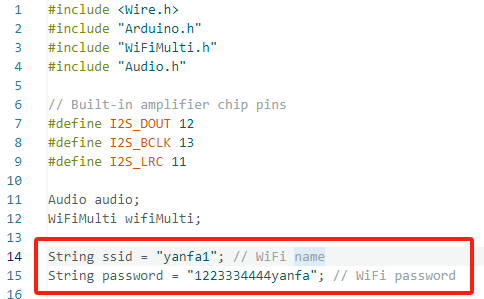 1 #include <Wire.h>
2 #include "Arduino.h"
3 #include "WiFiMulti.h"
4 #include "Audio.h"
5
6 // Built-in amplifier chip pins
7 #define I2S_DOUT 12
8 #define I2S_BCLK 13
9 #define I2S_LRC 11
10
11 Audio audio;
12 WiFiMulti wifiMulti;
13
14 String ssid = "yanfa1"; // WiFi name
15 String password = "1223334444yanfa"; // WiFi password
16